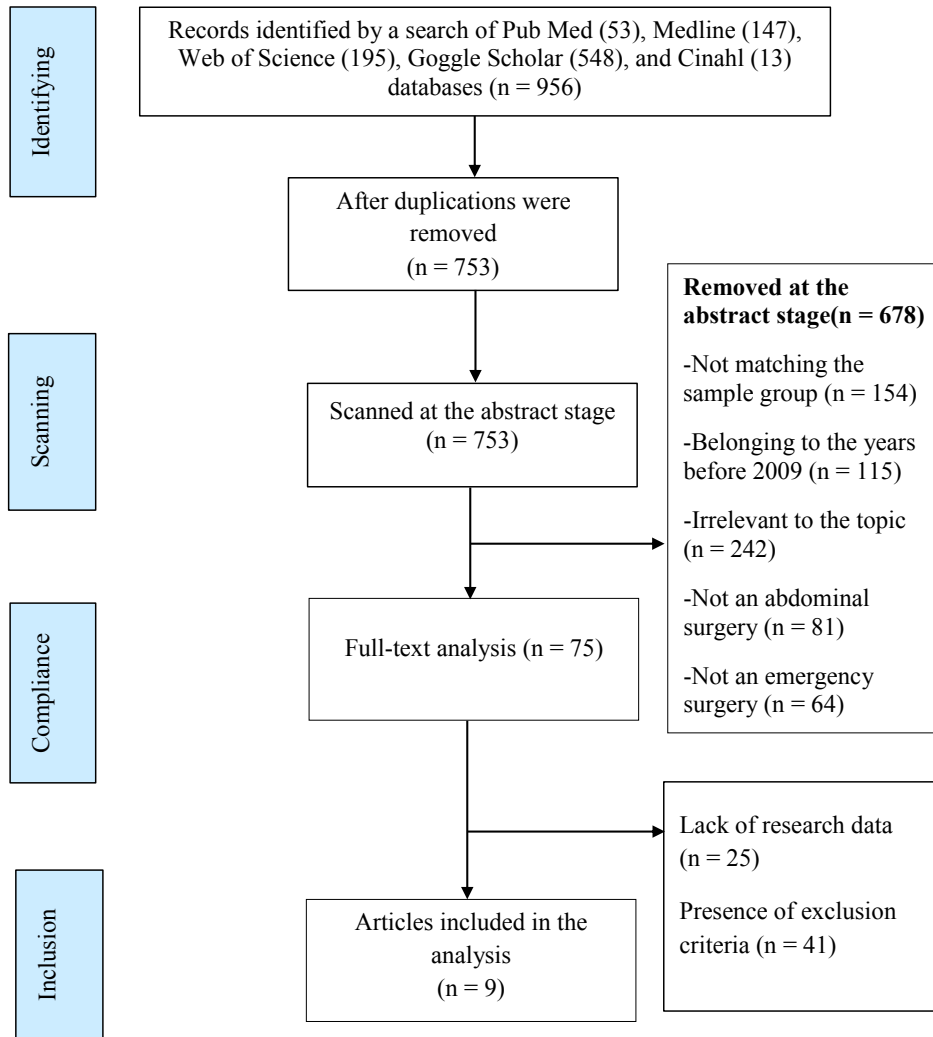 Identifying
Records identified by a search of Pub Med (53), Medline (147),
Web of Science (195), Goggle Scholar (548), and Cinahl (13)
databases (n = 956)
After duplications were
removed
(n = 753)
Scanning
Scanned at the abstract stage
(n = 753)
Removed at the
abstract stage(n = 678)
-Not matching the
sample group (n = 154)
-Belonging to the years
before 2009 (n = 115)
-Irrelevant to the topic
(n = 242)
-Not an abdominal
surgery (n = 81)
-Not an emergency
surgery (n = 64)
Compliance
Full-text analysis (n = 75)
Lack of research data
(n = 25)
Presence of exclusion
criteria (n = 41)
Inclusion
Articles included in the
analysis
(n = 9)